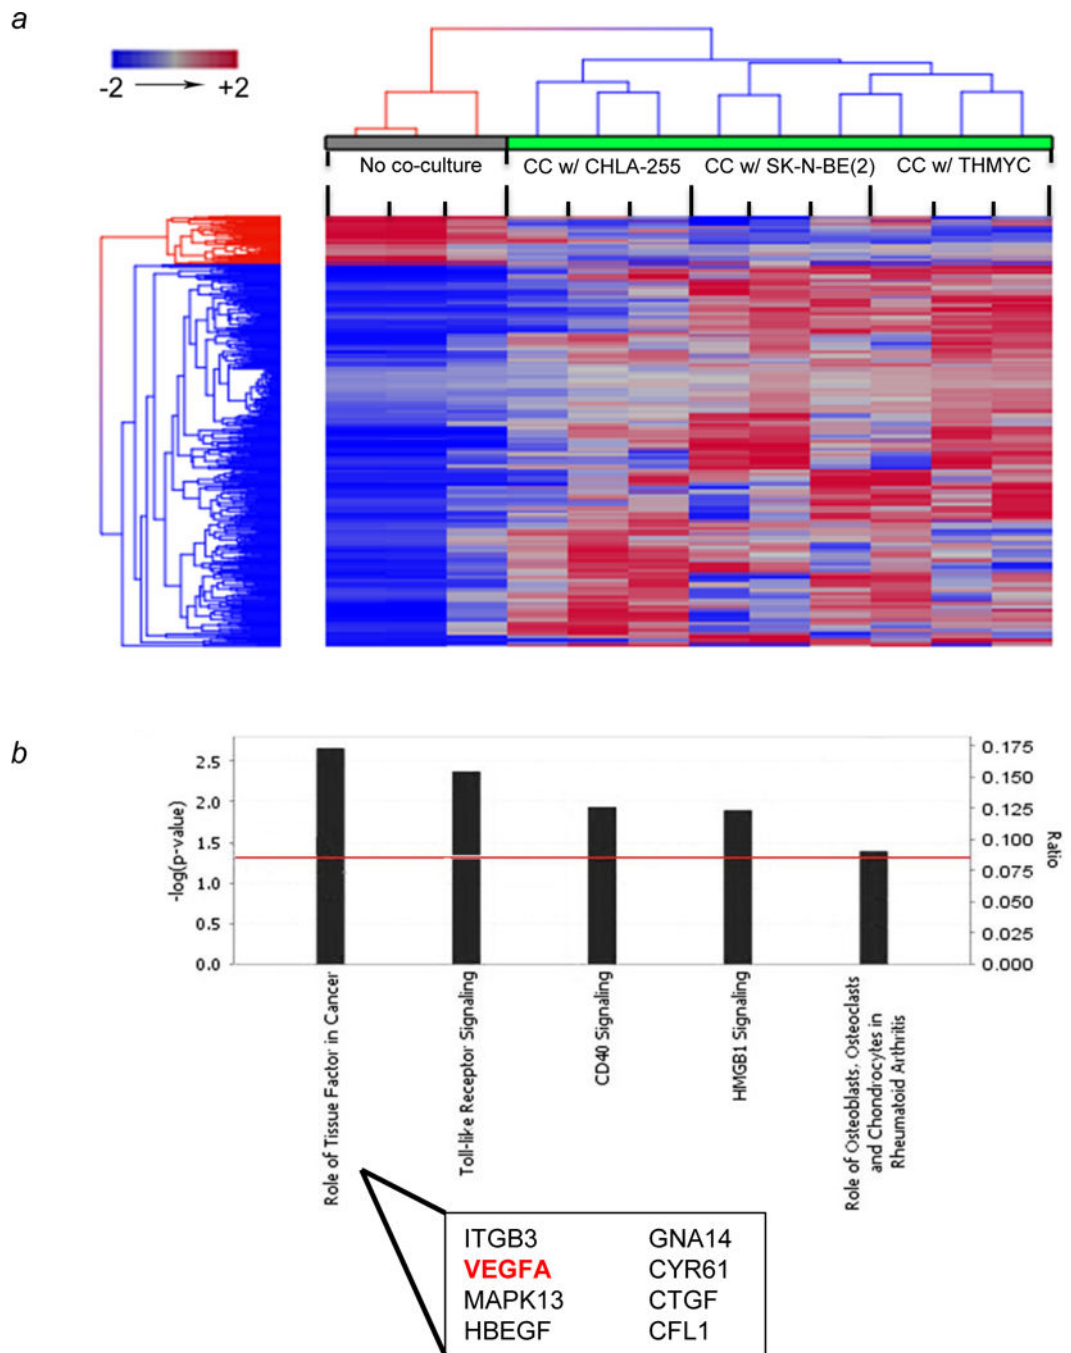 a
-2 → +2
No co-culture
CC w/ CHLA-255
CC w/ SK-N-BE(2)
CC w/ THMYC
b
-log(p-value)
2.5
2.0
1.5
1.0
0.5
0.0
0.175
0.150
0.125
0.100
0.075
0.050
0.025
0.000
Ratio
Role of Tissue Factor in Cancer
Toll-like Receptor Signaling
CD40 Signaling
HMGB1 Signaling
Role of Osteoblasts, Osteoclasts
and Chondrocytes in
Rheumatoid Arthritis
ITGB3
VEGFA
MAPK13
HBEGF
GNA14
CYR61
CTGF
CFL1